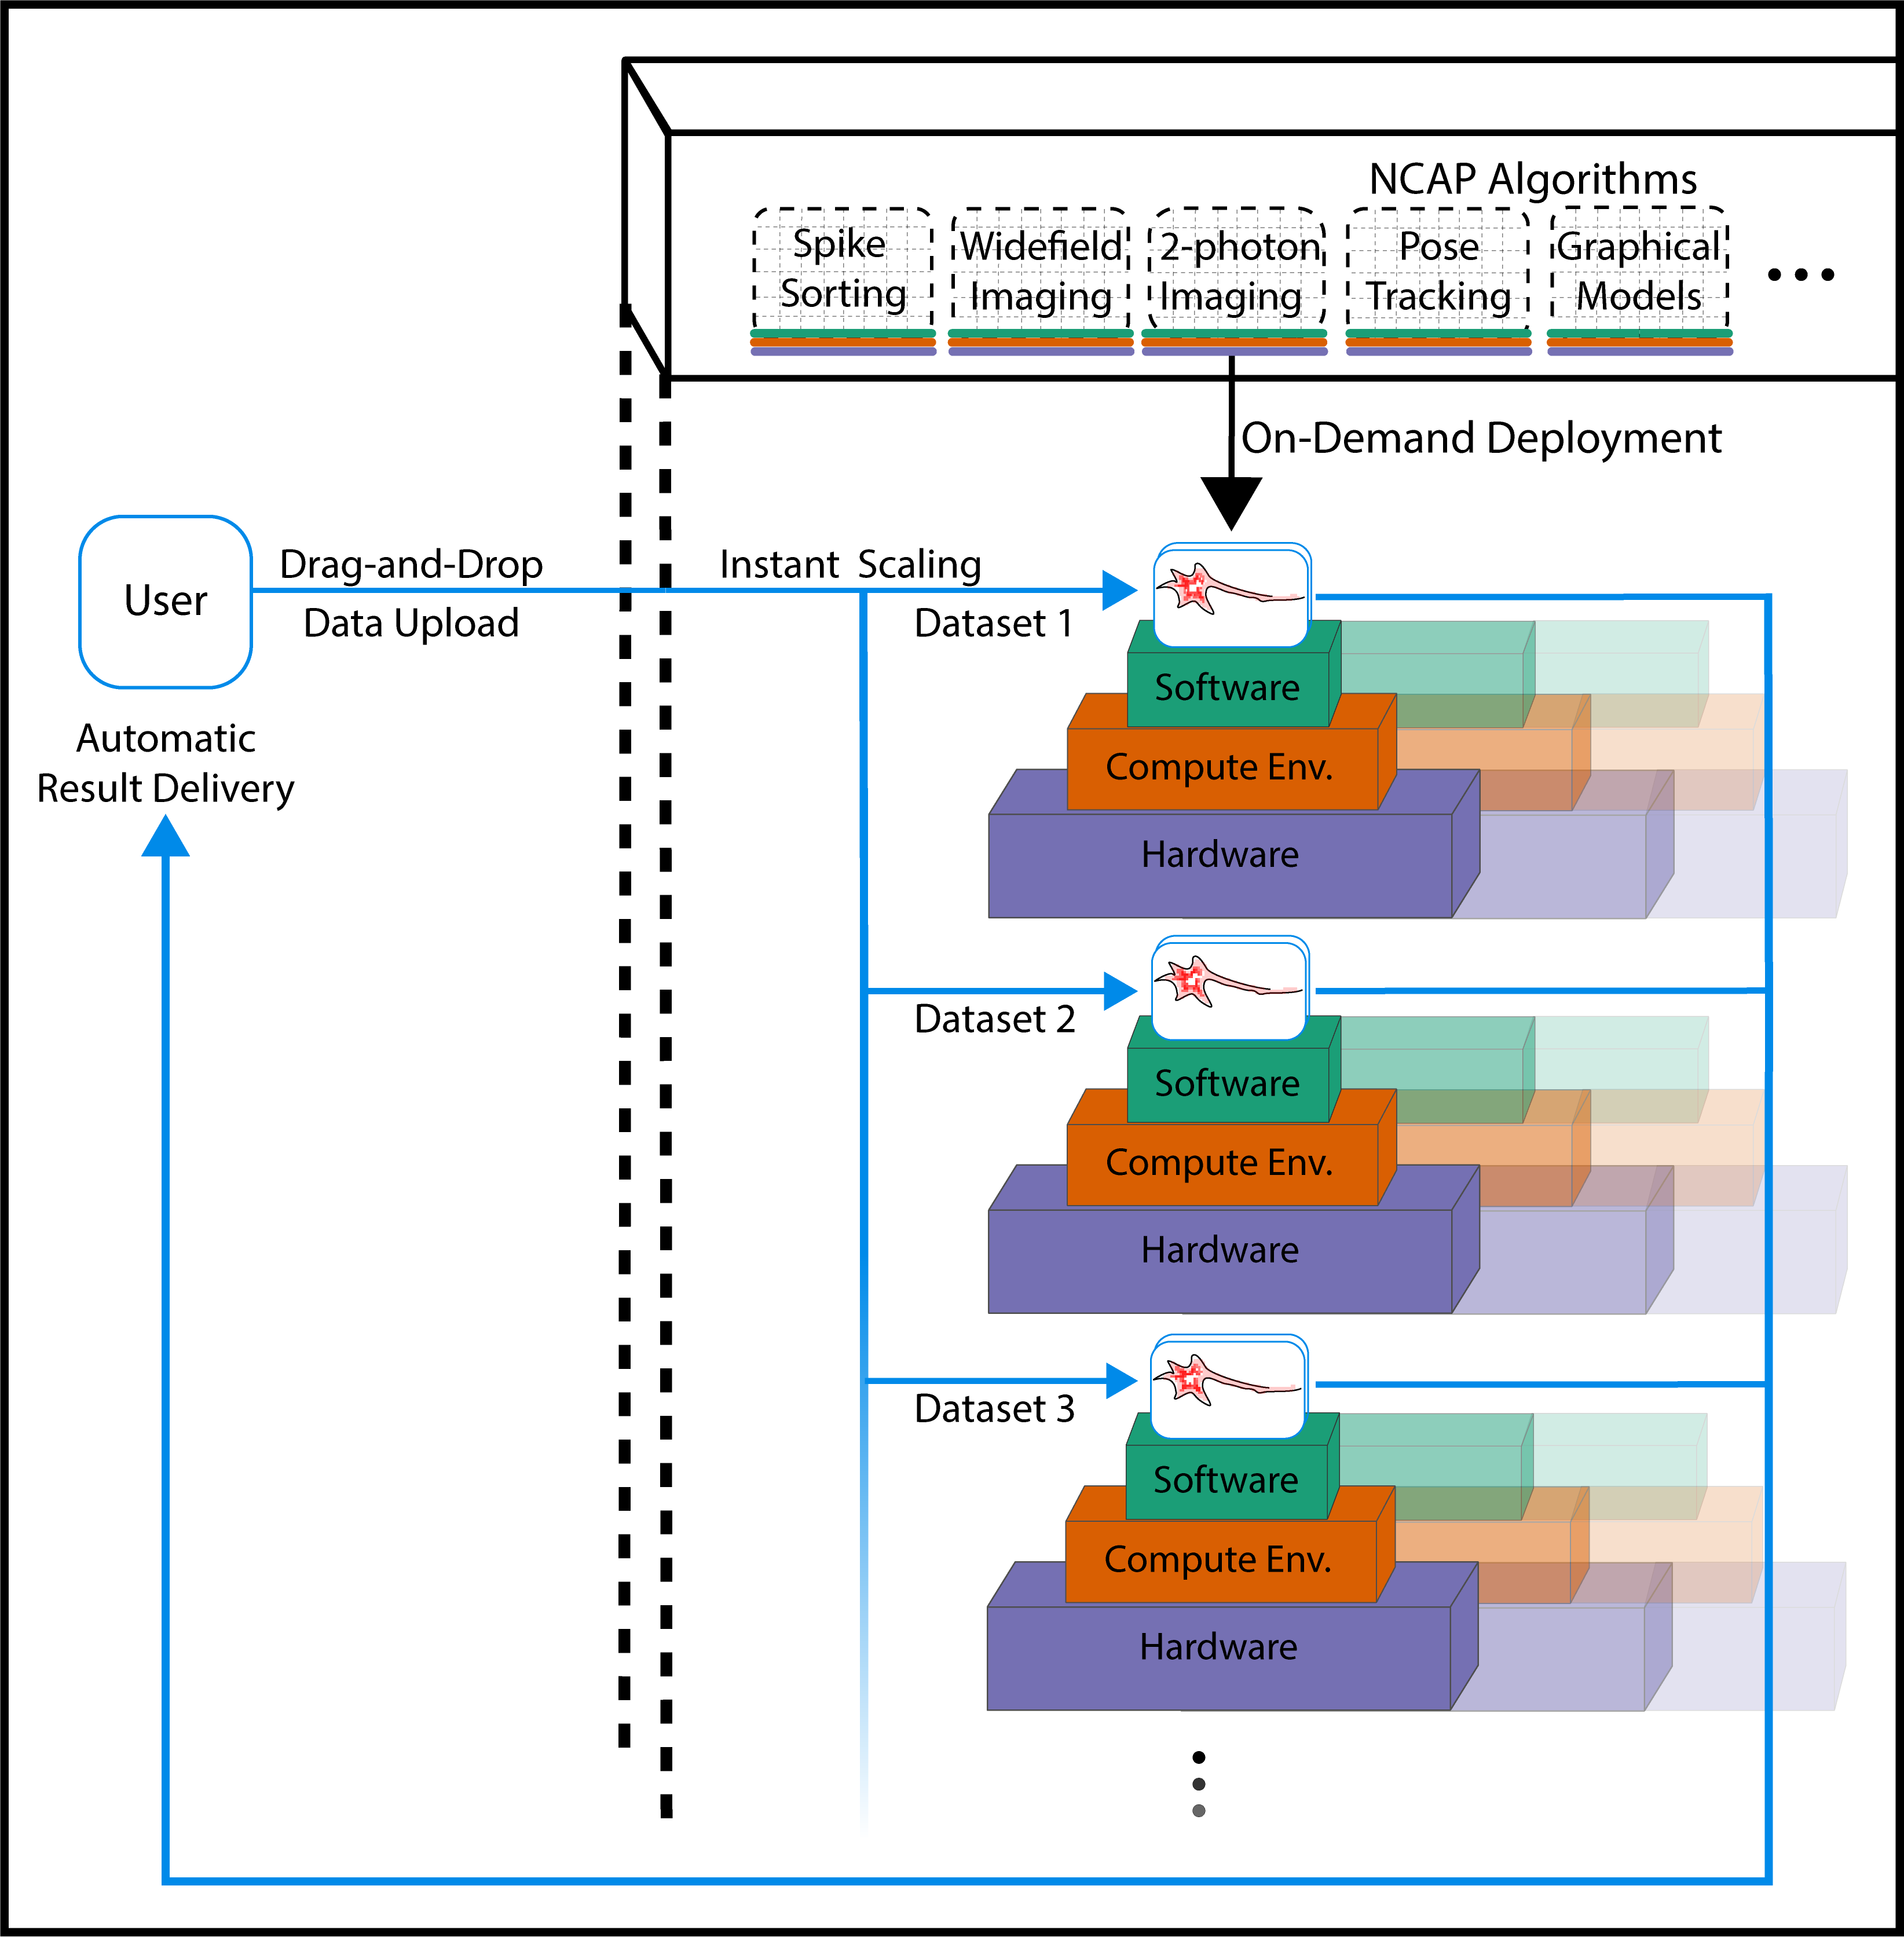 NCAP Algorithms
Spike
Sorting
Widefield
Imaging
2-photon
Imaging
Pose
Tracking
Graphical
Models
On-Demand Deployment
User
Drag-and-Drop
Data Upload
Instant Scaling
Dataset 1
Automatic
Result Delivery
Software
Compute Env.
Hardware
Dataset 2
Software
Compute Env.
Hardware
Dataset 3
Software
Compute Env.
Hardware